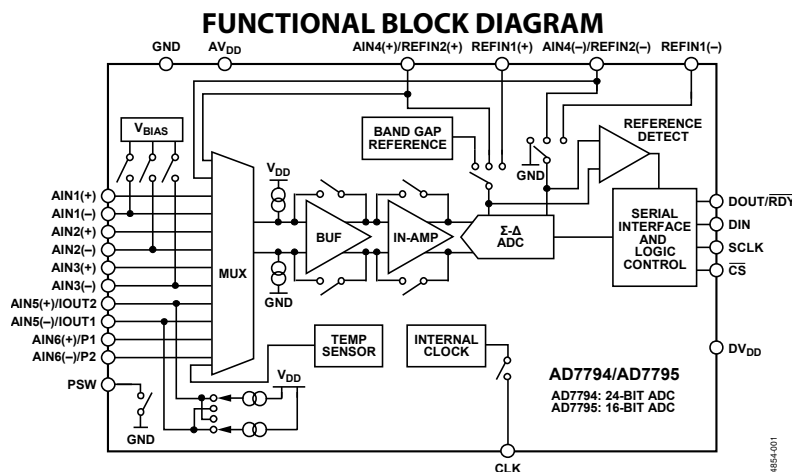 FUNCTIONAL BLOCK DIAGRAM
GND
AVDD
AIN4(+)/REFIN2(+)
REFIN1(+)
AIN4(–)/REFIN2(–)
REFIN1(–)
VBIAS
BAND GAP
REFERENCE
GND
REFERENCE
DETECT
VDD
AIN1(+)
AIN1(–)
AIN2(+)
AIN2(–)
AIN3(+)
AIN3(–)
AIN5(+)/IOUT2
AIN5(–)/IOUT1
AIN6(+)/P1
AIN6(–)/P2
PSW
GND
MUX
GND
BUF
IN-AMP
Σ-Δ
ADC
SERIAL
INTERFACE
AND
LOGIC
CONTROL
DOUT/RDY
DIN
SCLK
CS
DVDD
TEMP
SENSOR
INTERNAL
CLOCK
VDD
AD7794/AD7795
AD7794: 24-BIT ADC
AD7795: 16-BIT ADC
CLK
4854-001